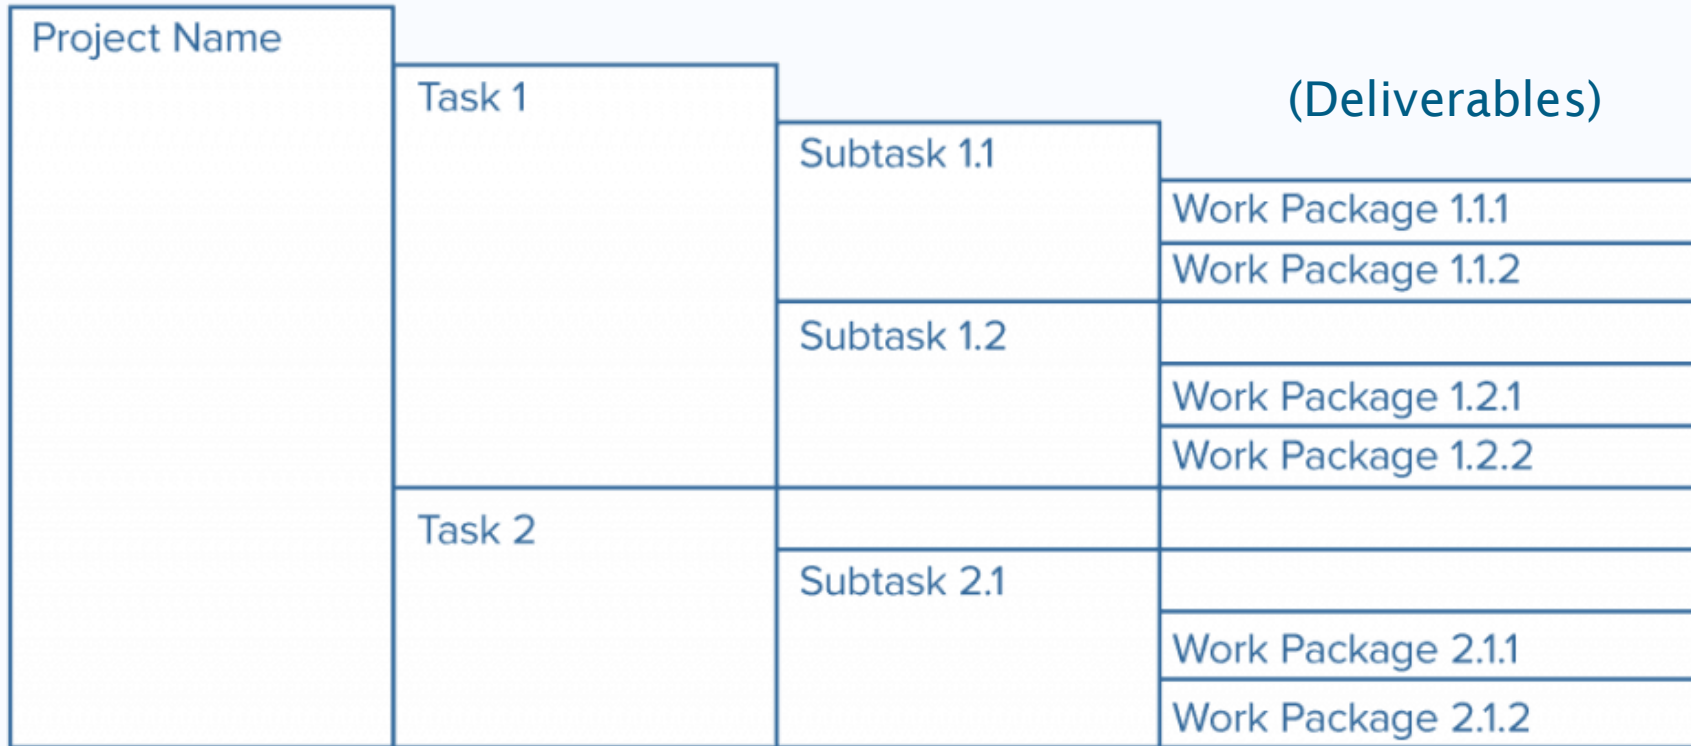 Project Name
Task 1
(Deliverables)
Subtask 1.1
Work Package 1.1.1
Work Package 1.1.2
Subtask 1.2
Work Package 1.2.1
Work Package 1.2.2
Task 2
Subtask 2.1
Work Package 2.1.1
Work Package 2.1.2